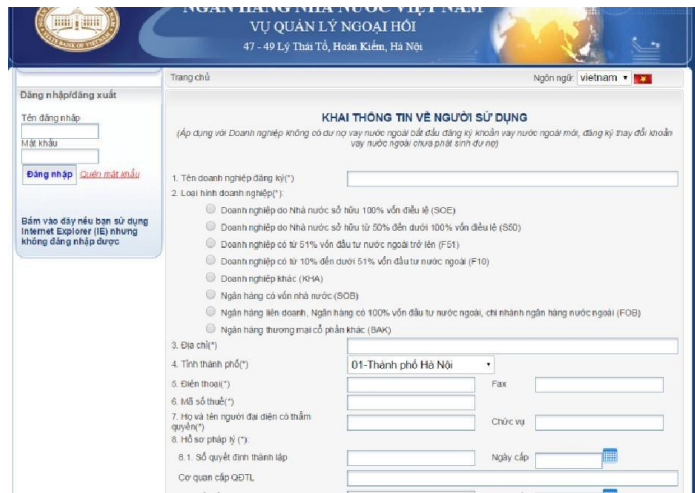 NGÂN HÀNG NHÀ NƯỚC VIỆT NAM
VỤ QUẢN LÝ NGOẠI HỐI
47 - 49 Lý Thái Tổ, Hoàn Kiếm, Hà Nội
STATE BANK OF VIETNAM
Trang chủ
Ngôn ngữ: vietnam
Đăng nhập/đăng xuất
Tên đăng nhập
Mật khẩu
Đăng nhập Quên mật khẩu
Bấm vào đây nếu bạn sử dụng
Internet Explorer (IE) nhưng
không đăng nhập được
KHAI THÔNG TIN VỀ NGƯỜI SỬ DỤNG
(Áp dụng với Doanh nghiệp không có dư nợ vay nước ngoài bắt đầu đăng ký khoản vay nước ngoài mới, đăng ký thay đổi khoản
vay nước ngoài chưa phát sinh dư nợ)
1. Tên doanh nghiệp đăng ký(*)
2. Loại hình doanh nghiệp(*):
Doanh nghiệp do Nhà nước sở hữu 100% vốn điều lệ (SOE)
Doanh nghiệp do Nhà nước sở hữu từ 50% đến dưới 100% vốn điều lệ (S50)
Doanh nghiệp có từ 51% vốn đầu tư nước ngoài trở lên (F51)
Doanh nghiệp có từ 10% đến dưới 51% vốn đầu tư nước ngoài (F10)
Doanh nghiệp khác (KHA)
Ngân hàng có vốn nhà nước (SOB)
Ngân hàng liên doanh, Ngân hàng có 100% vốn đầu tư nước ngoài, chi nhánh ngân hàng nước ngoài (FOB)
Ngân hàng thương mại cổ phần khác (BAK)
3. Địa chỉ(*)
4. Tỉnh thành phố(*) 01-Thành phố Hà Nội
5. Điện thoại(*) Fax
6. Mã số thuế(*)
7. Họ và tên người đại diện có thẩm
quyền(*) Chức vụ
8. Hồ sơ pháp lý (*):
8.1. Số quyết định thành lập Ngày cấp
Cơ quan cấp QĐTL